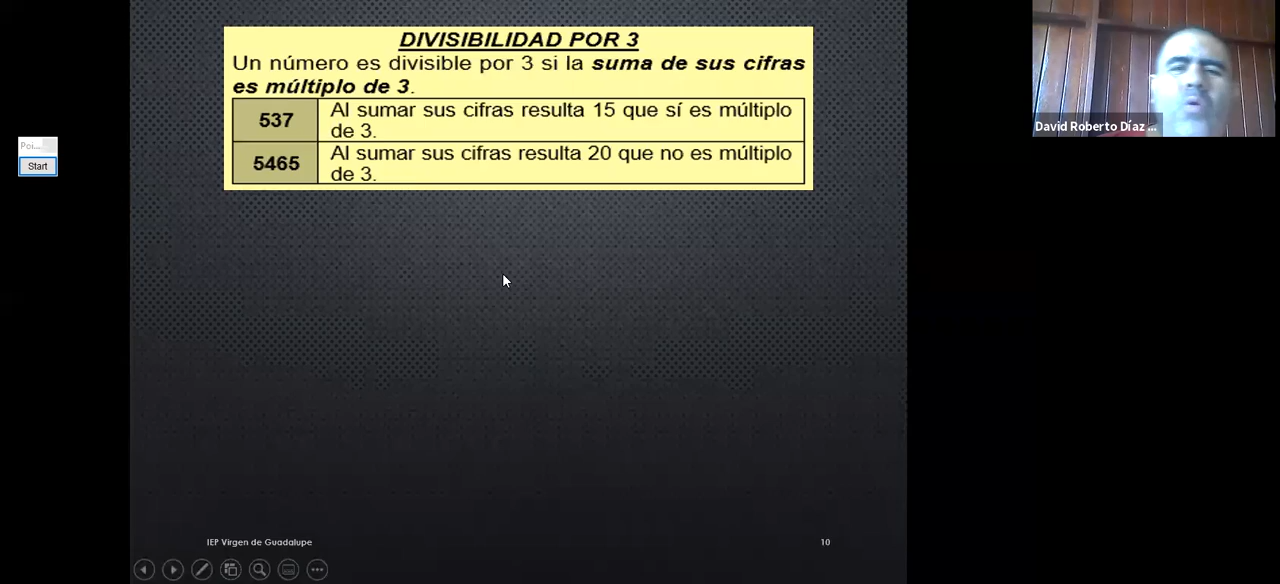 DIVISIBILIDAD POR 3
Un número es divisible por 3 si la suma de sus cifras
es múltiplo de 3.
537
Al sumar sus cifras resulta 15 que sí es múltiplo
de 3.
5465
Al sumar sus cifras resulta 20 que no es múltiplo
de 3.
Poi...
Start
David Roberto Díaz ...
IEP Virgen de Guadalupe
10